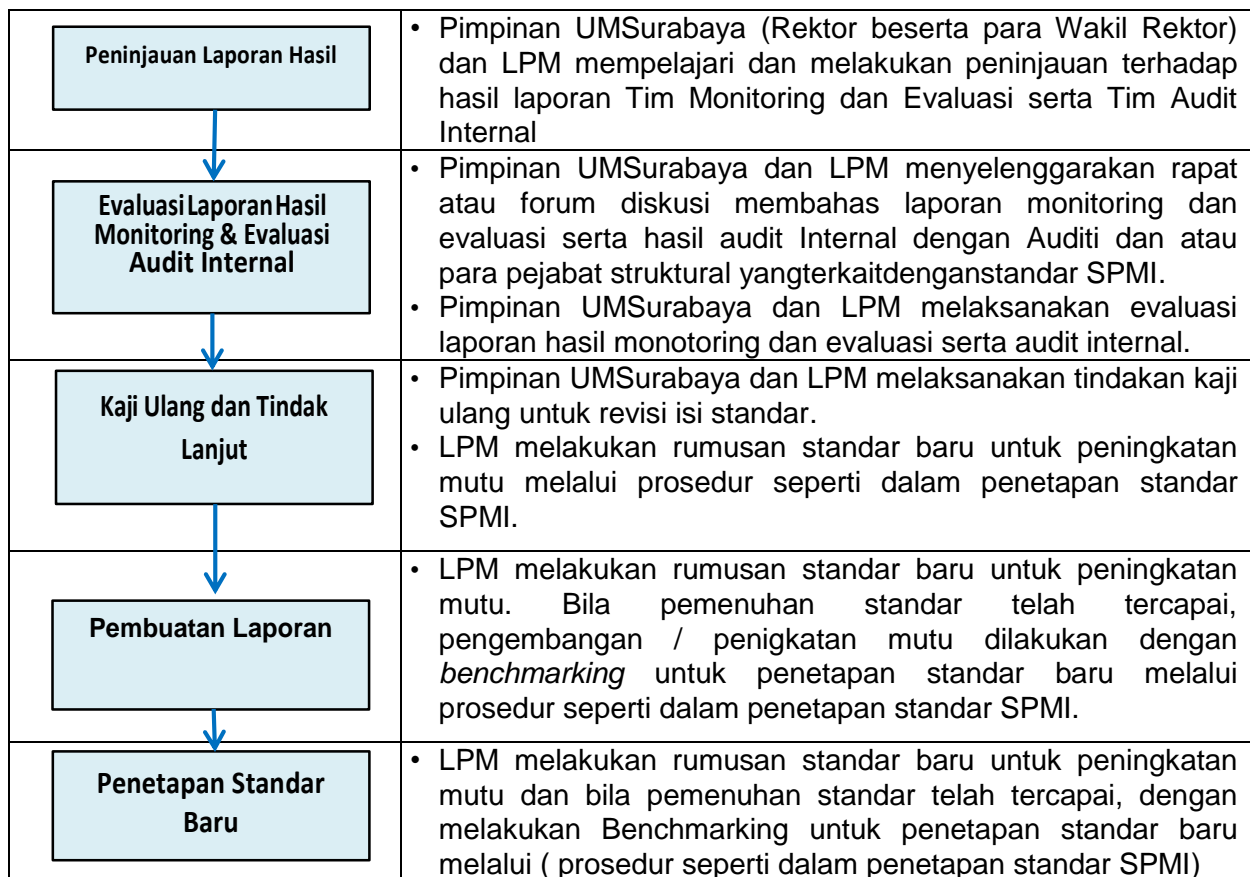 Peninjauan Laporan Hasil
• Pimpinan UMSurabaya (Rektor beserta para Wakil Rektor)
dan LPM mempelajari dan melakukan peninjauan terhadap
hasil laporan Tim Monitoring dan Evaluasi serta Tim Audit
Internal
Evaluasi Laporan Hasil
Monitoring & Evaluasi
Audit Internal
• Pimpinan UMSurabaya dan LPM menyelenggarakan rapat
atau forum diskusi membahas laporan monitoring dan
evaluasi serta hasil audit Internal dengan Auditi dan atau
para pejabat struktural yangterkaitdenganstandar SPMI.
• Pimpinan UMSurabaya dan LPM melaksanakan evaluasi
laporan hasil monotoring dan evaluasi serta audit internal.
Kaji Ulang dan Tindak
Lanjut
• Pimpinan UMSurabaya dan LPM melaksanakan tindakan kaji
ulang untuk revisi isi standar.
• LPM melakukan rumusan standar baru untuk peningkatan
mutu melalui prosedur seperti dalam penetapan standar
SPMI.
Pembuatan Laporan
• LPM melakukan rumusan standar baru untuk peningkatan
mutu. Bila pemenuhan standar telah tercapai,
pengembangan / penigkatan mutu dilakukan dengan
benchmarking untuk penetapan standar baru melalui
prosedur seperti dalam penetapan standar SPMI.
Penetapan Standar
Baru
• LPM melakukan rumusan standar baru untuk peningkatan
mutu dan bila pemenuhan standar telah tercapai, dengan
melakukan Benchmarking untuk penetapan standar baru
melalui ( prosedur seperti dalam penetapan standar SPMI)